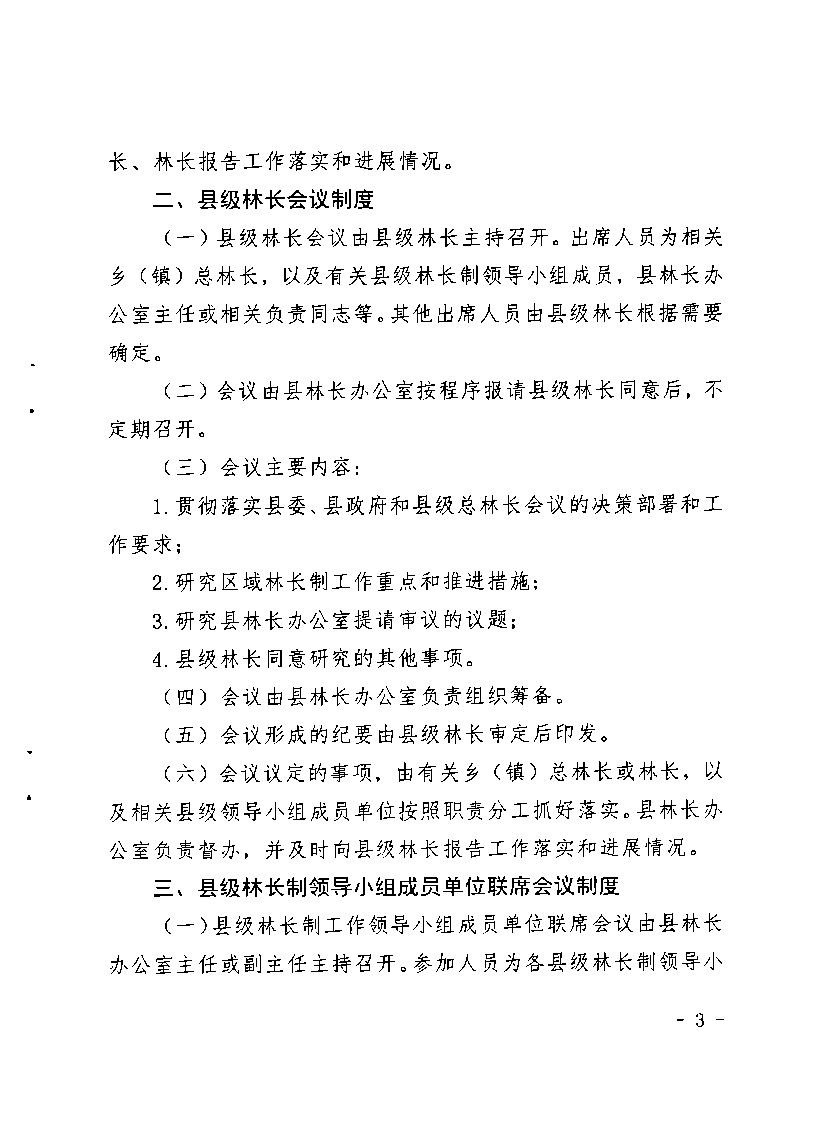 长、林长报告工作落实和进展情况。
二、县级林长会议制度
（一）县级林长会议由县级林长主持召开。出席人员为相关
乡（镇）总林长，以及有关县级林长制领导小组成员，县林长办
公室主任或相关负责同志等。其他出席人员由县级林长根据需要
确定。
（二）会议由县林长办公室按程序报请县级林长同意后，不
定期召开。
（三）会议主要内容：
1.贯彻落实县委、县政府和县级总林长会议的决策部署和工
作要求；
2.研究区域林长制工作重点和推进措施；
3.研究县林长办公室提请审议的议题；
4.县级林长同意研究的其他事项。
（四）会议由县林长办公室负责组织筹备。
（五）会议形成的纪要由县级林长审定后印发。
（六）会议议定的事项，由有关乡（镇）总林长或林长，以
及相关县级领导小组成员单位按照职责分工抓好落实。县林长办
公室负责督办，并及时向县级林长报告工作落实和进展情况。
三、县级林长制领导小组成员单位联席会议制度
（一）县级林长制工作领导小组成员单位联席会议由县林长
办公室主任或副主任主持召开。参加人员为各县级林长制领导小
- 3 -